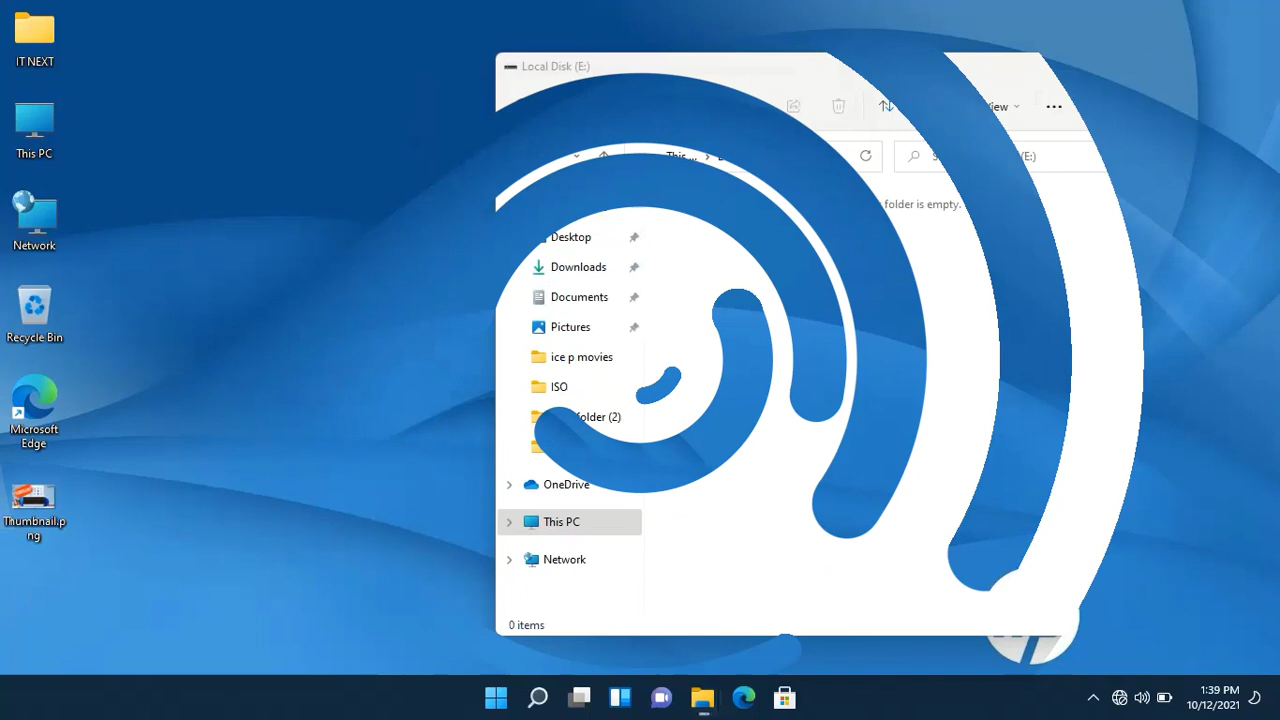 IT NEXT
This PC
Network
Recycle Bin
Microsoft
Edge
Thumbnail.p
ng
Local Disk (E:)
This...
/E:)
folder is empty.
Desktop
Downloads
Documents
Pictures
ice p movies
ISO
folder (2)
OneDrive
This PC
Network
0 items
1:39 PM
10/12/2021